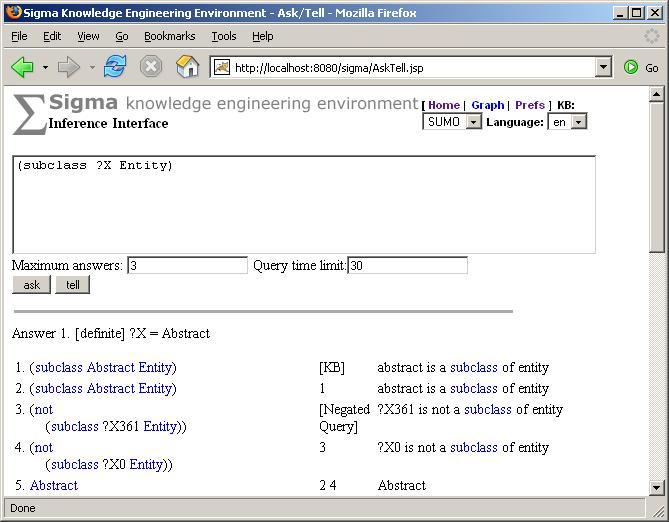 Sigma Knowledge Engineering Environment - Ask/Tell - Mozilla Firefox
File Edit View Go Bookmarks Tools Help
http://localhost:8080/sigma/AskTell.jsp Go
Σ Sigma knowledge engineering environment [ Home | Graph | Prefs ] KB:
Inference Interface SUMO Language: en
(subclass ?X Entity)
Maximum answers: 3 Query time limit: 30
ask tell
Answer 1. [definite] ?X = Abstract
1. (subclass Abstract Entity) [KB] abstract is a subclass of entity
2. (subclass Abstract Entity) 1 abstract is a subclass of entity
3. (not [Negated ?X361 is not a subclass of entity
(subclass ?X361 Entity)) Query]
4. (not 3 ?X0 is not a subclass of entity
(subclass ?X0 Entity))
5. Abstract 2 4 Abstract
Done